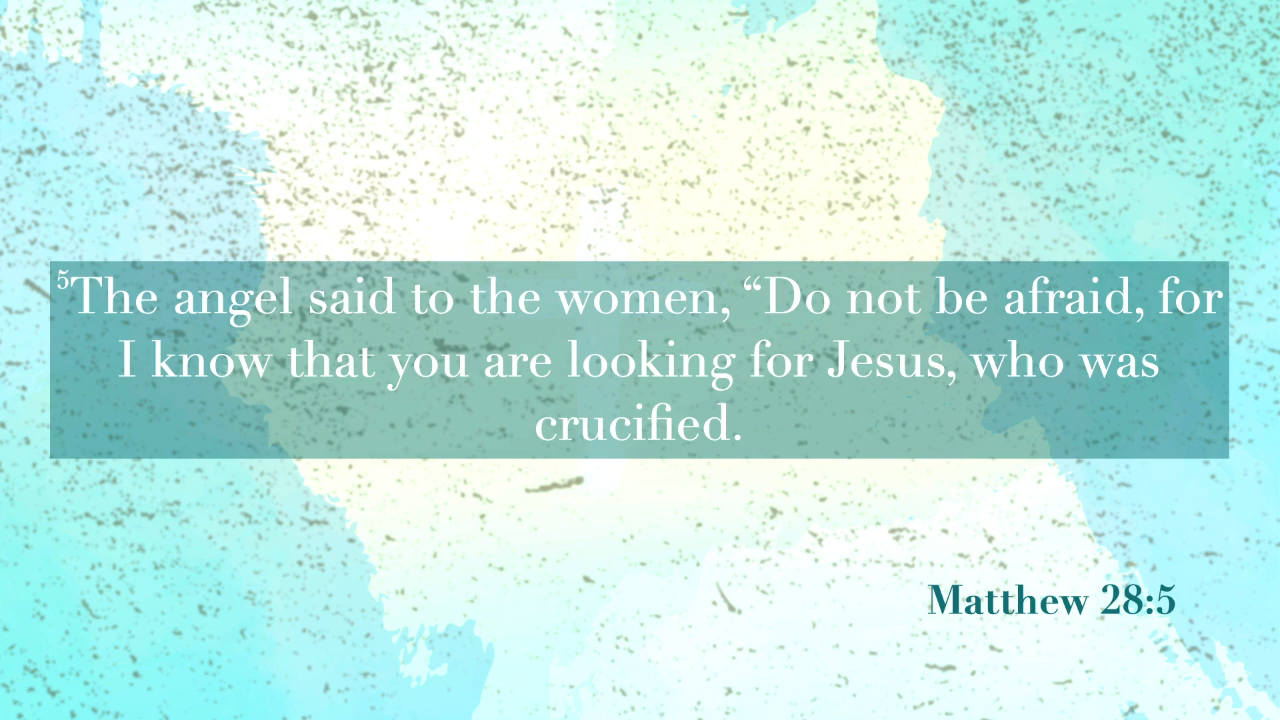 ⁵The angel said to the women, “Do not be afraid, for
I know that you are looking for Jesus, who was
crucified.
Matthew 28:5